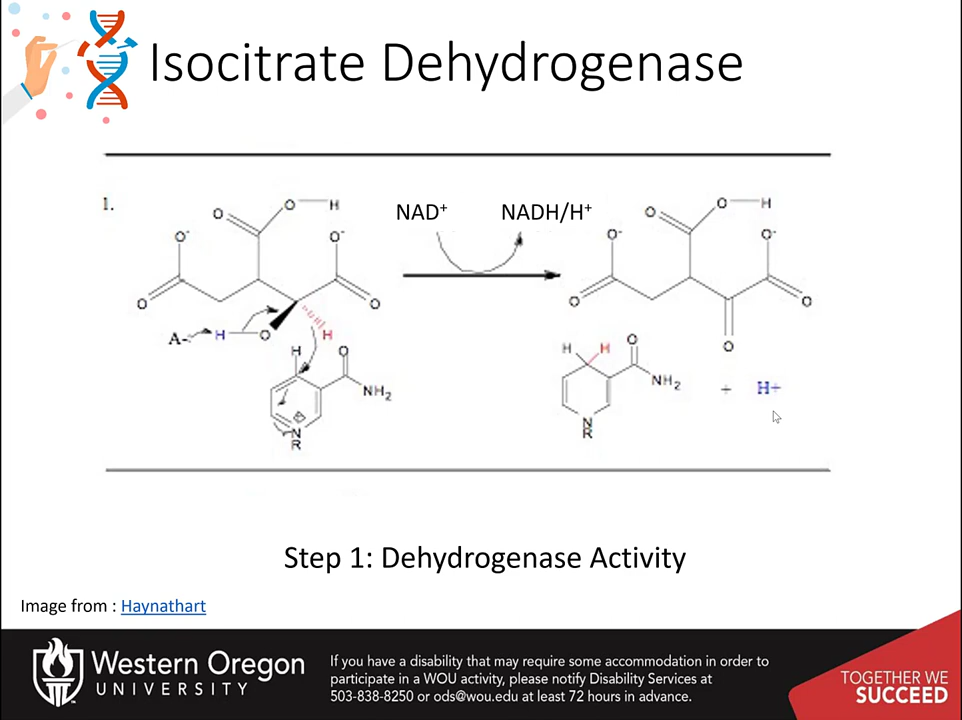 Isocitrate Dehydrogenase
1.
O O H
O⁻ O⁻
O O
A- H O H
NAD⁺ NADH/H⁺
H O
NH₂
N
R
O O H
O⁻ O⁻
O O
O
H H O
NH₂
N
R
+ H+
Step 1: Dehydrogenase Activity
Image from : Haynathart
Western Oregon
UNIVERSITY
If you have a disability that may require some accommodation in order to
participate in a WOU activity, please notify Disability Services at
503-838-8250 or ods@wou.edu at least 72 hours in advance.
TOGETHER WE
SUCCEED